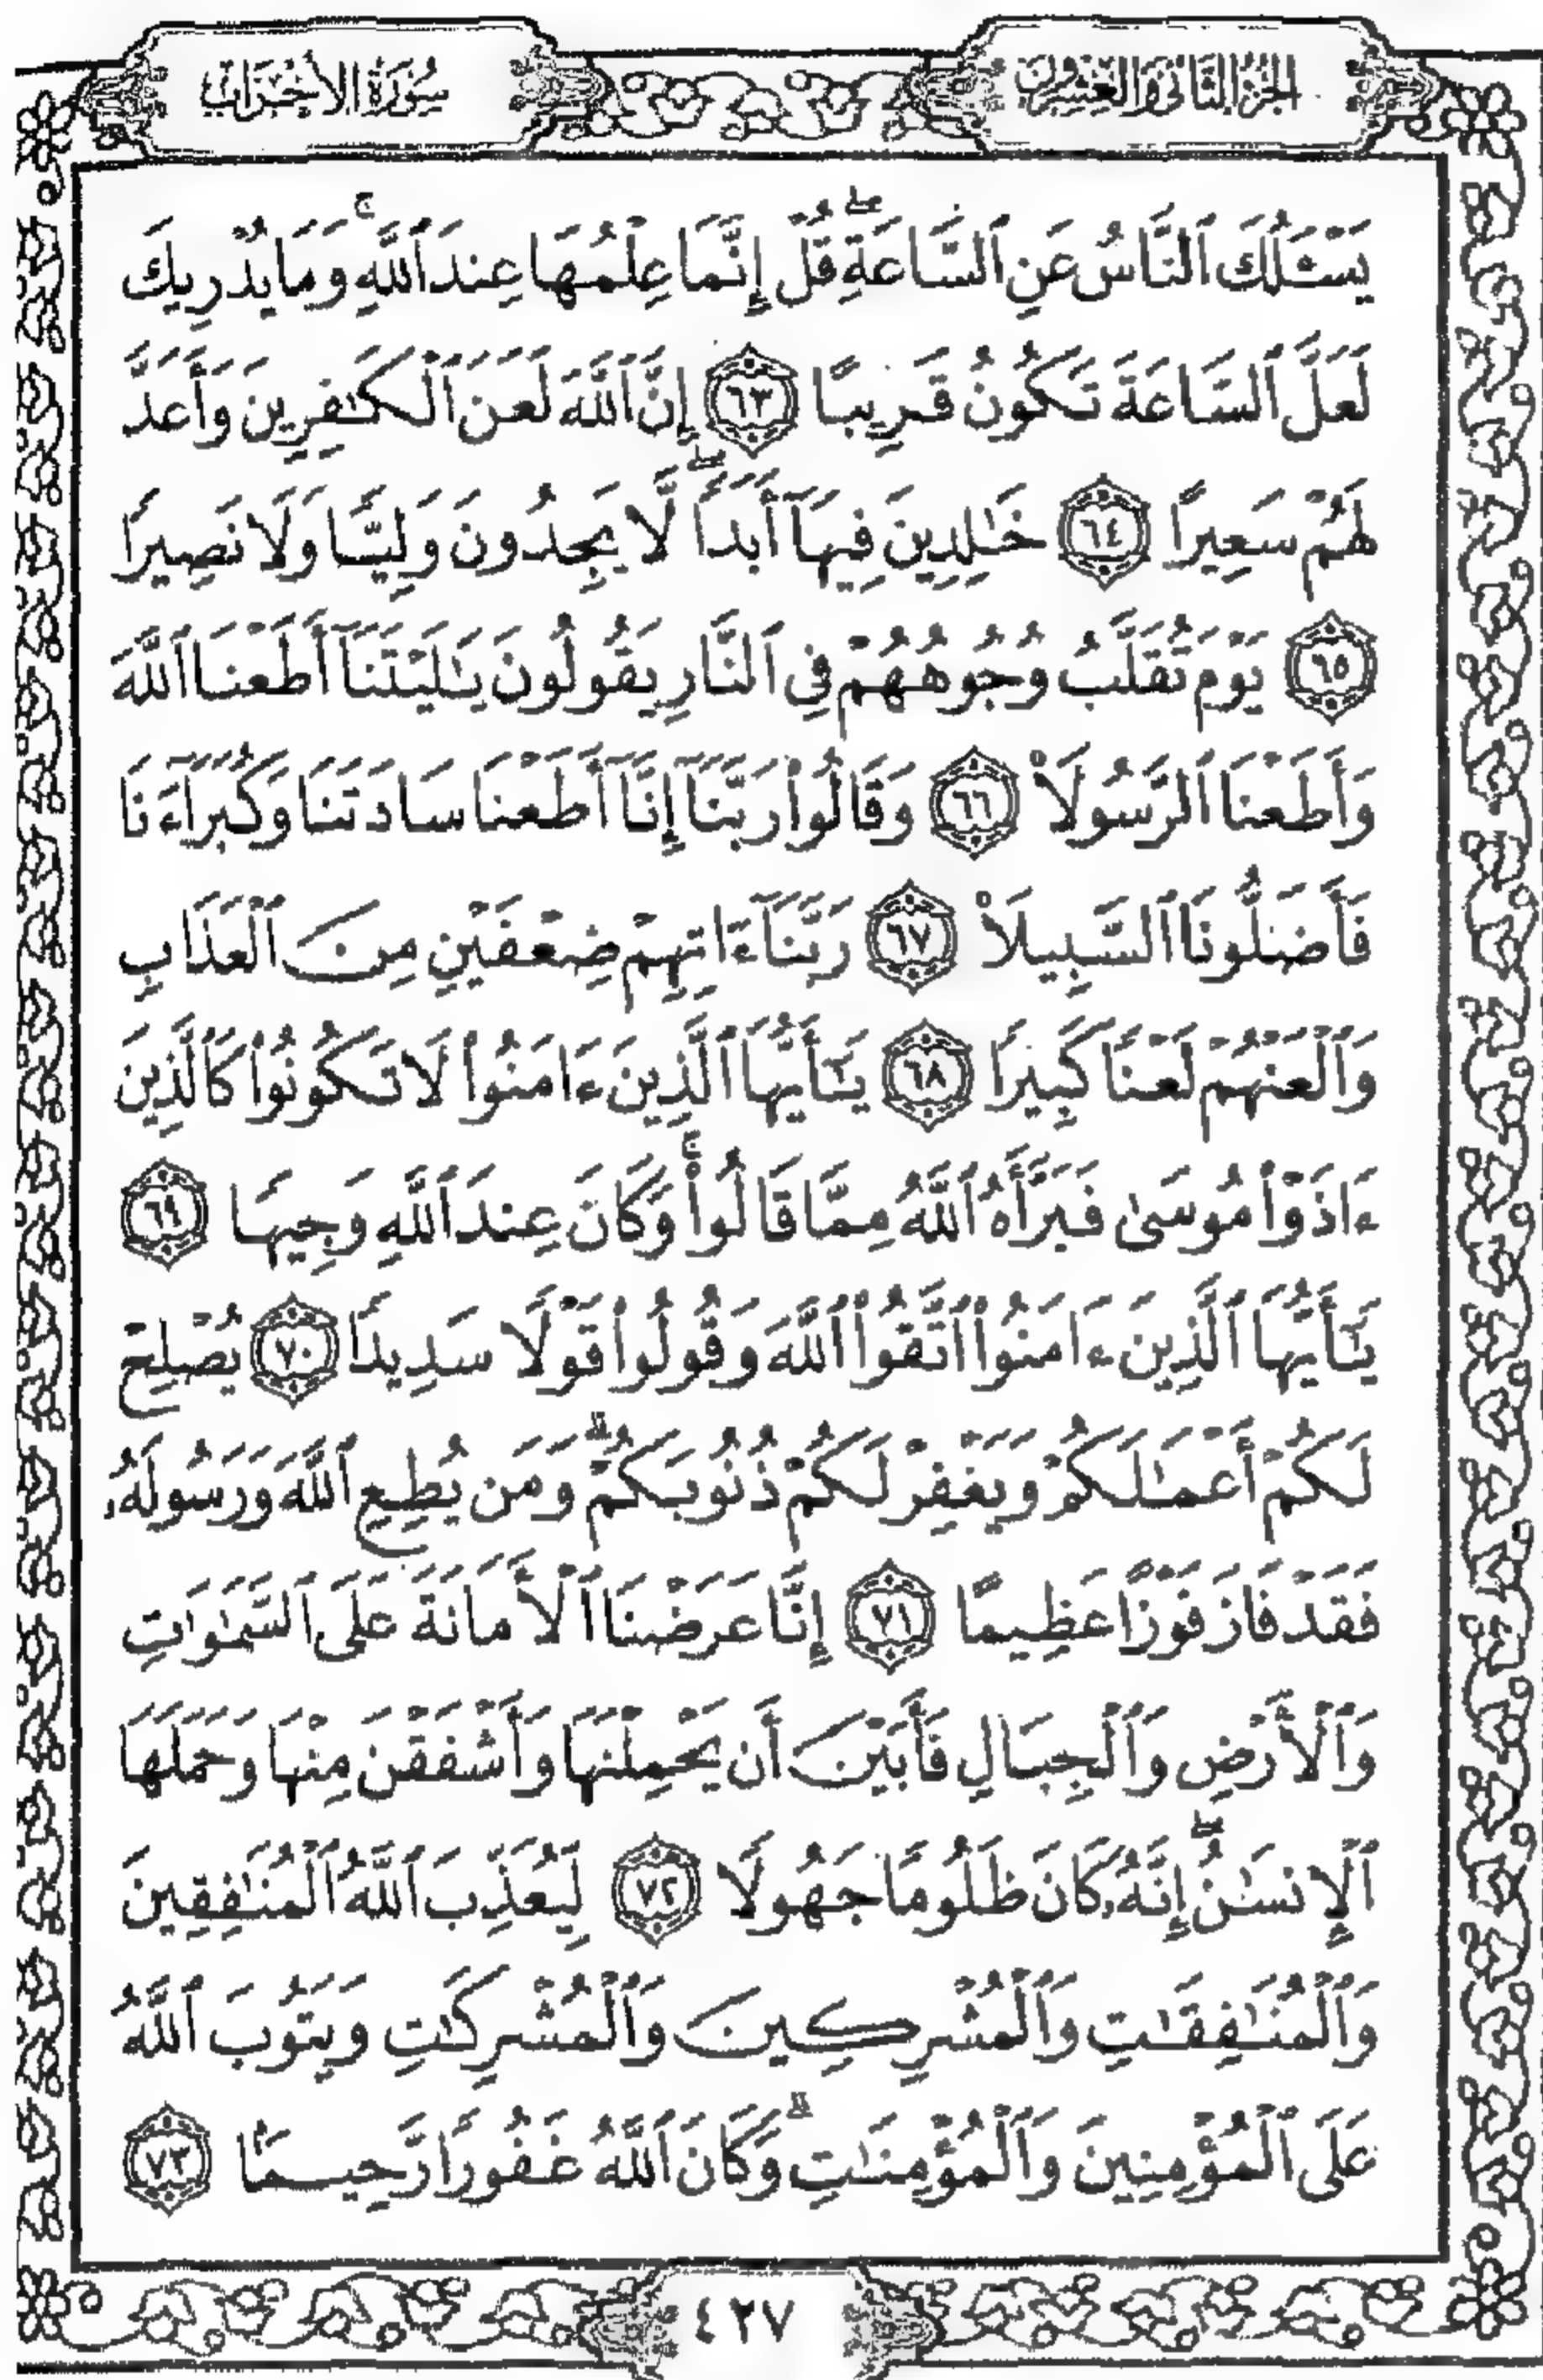 الجزء الثاني والعشرون
سورة الأحزاب
يَسْـَٔلُكَ ٱلنَّاسُ عَنِ ٱلسَّاعَةِۖ قُلْ إِنَّمَا عِلْمُهَا عِندَ ٱللَّهِۚ وَمَا يُدْرِيكَ
لَعَلَّ ٱلسَّاعَةَ تَكُونُ قَرِيبًا ٦٣ إِنَّ ٱللَّهَ لَعَنَ ٱلْكَٰفِرِينَ وَأَعَدَّ
لَهُمْ سَعِيرًا ٦٤ خَٰلِدِينَ فِيهَآ أَبَدًاۖ لَّا يَجِدُونَ وَلِيًّا وَلَا نَصِيرًا
٦٥ يَوْمَ تُقَلَّبُ وُجُوهُهُمْ فِى ٱلنَّارِ يَقُولُونَ يَٰلَيْتَنَآ أَطَعْنَا ٱللَّهَ
وَأَطَعْنَا ٱلرَّسُولَا۠ ٦٦ وَقَالُوا۟ رَبَّنَآ إِنَّآ أَطَعْنَا سَادَتَنَا وَكُبَرَآءَنَا
فَأَضَلُّونَا ٱلسَّبِيلَا۠ ٦٧ رَبَّنَآ ءَاتِهِمْ ضِعْفَيْنِ مِنَ ٱلْعَذَابِ
وَٱلْعَنْهُمْ لَعْنًا كَبِيرًا ٦٨ يَٰٓأَيُّهَا ٱلَّذِينَ ءَامَنُوا۟ لَا تَكُونُوا۟ كَٱلَّذِينَ
ءَاذَوْا۟ مُوسَىٰ فَبَرَّأَهُ ٱللَّهُ مِمَّا قَالُوا۟ۚ وَكَانَ عِندَ ٱللَّهِ وَجِيهًا ٦٩
يَٰٓأَيُّهَا ٱلَّذِينَ ءَامَنُوا۟ ٱتَّقُوا۟ ٱللَّهَ وَقُولُوا۟ قَوْلًا سَدِيدًا ٧٠ يُصْلِحْ
لَكُمْ أَعْمَٰلَكُمْ وَيَغْفِرْ لَكُمْ ذُنُوبَكُمْۗ وَمَن يُطِعِ ٱللَّهَ وَرَسُولَهُۥ
فَقَدْ فَازَ فَوْزًا عَظِيمًا ٧١ إِنَّا عَرَضْنَا ٱلْأَمَانَةَ عَلَى ٱلسَّمَٰوَٰتِ
وَٱلْأَرْضِ وَٱلْجِبَالِ فَأَبَيْنَ أَن يَحْمِلْنَهَا وَأَشْفَقْنَ مِنْهَا وَحَمَلَهَا
ٱلْإِنسَٰنُۖ إِنَّهُۥ كَانَ ظَلُومًا جَهُولًا ٧٢ لِّيُعَذِّبَ ٱللَّهُ ٱلْمُنَٰفِقِينَ
وَٱلْمُنَٰفِقَٰتِ وَٱلْمُشْرِكِينَ وَٱلْمُشْرِكَٰتِ وَيَتُوبَ ٱللَّهُ
عَلَى ٱلْمُؤْمِنِينَ وَٱلْمُؤْمِنَٰتِۗ وَكَانَ ٱللَّهُ غَفُورًا رَّحِيمًۢا ٧٣
٤٢٧